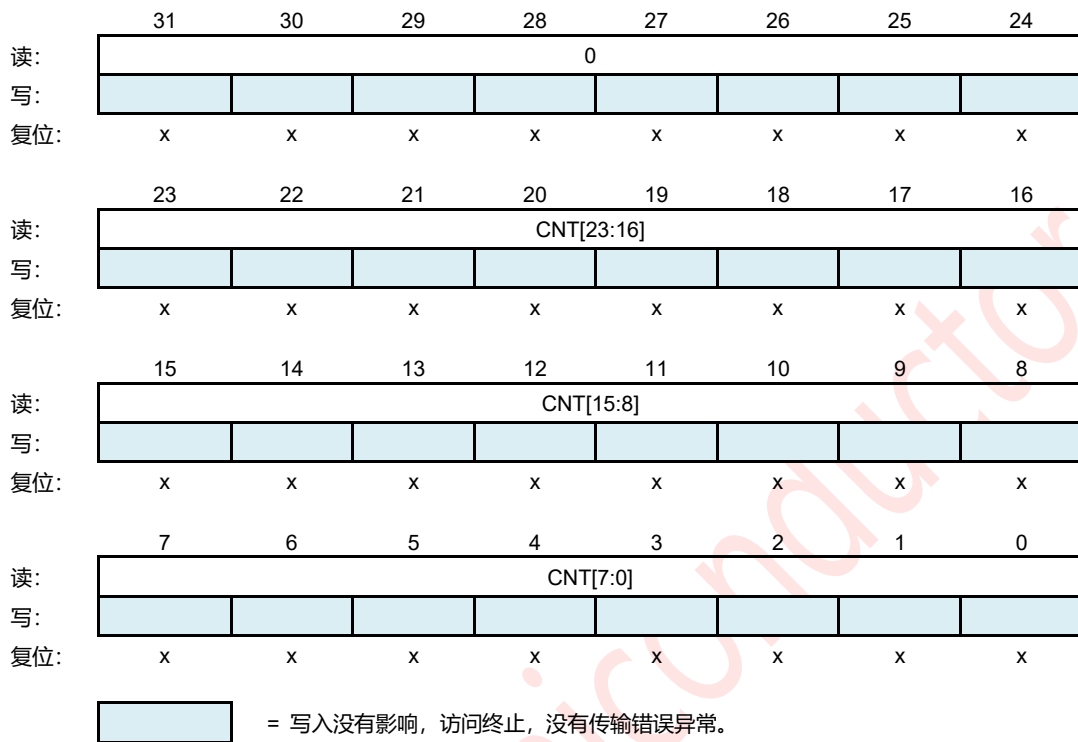 31 30 29 28 27 26 25 24
读: 0
写:
复位: x x x x x x x x
23 22 21 20 19 18 17 16
读: CNT[23:16]
写:
复位: x x x x x x x x
15 14 13 12 11 10 9 8
读: CNT[15:8]
写:
复位: x x x x x x x x
7 6 5 4 3 2 1 0
读: CNT[7:0]
写:
复位: x x x x x x x x
= 写入没有影响，访问终止，没有传输错误异常。